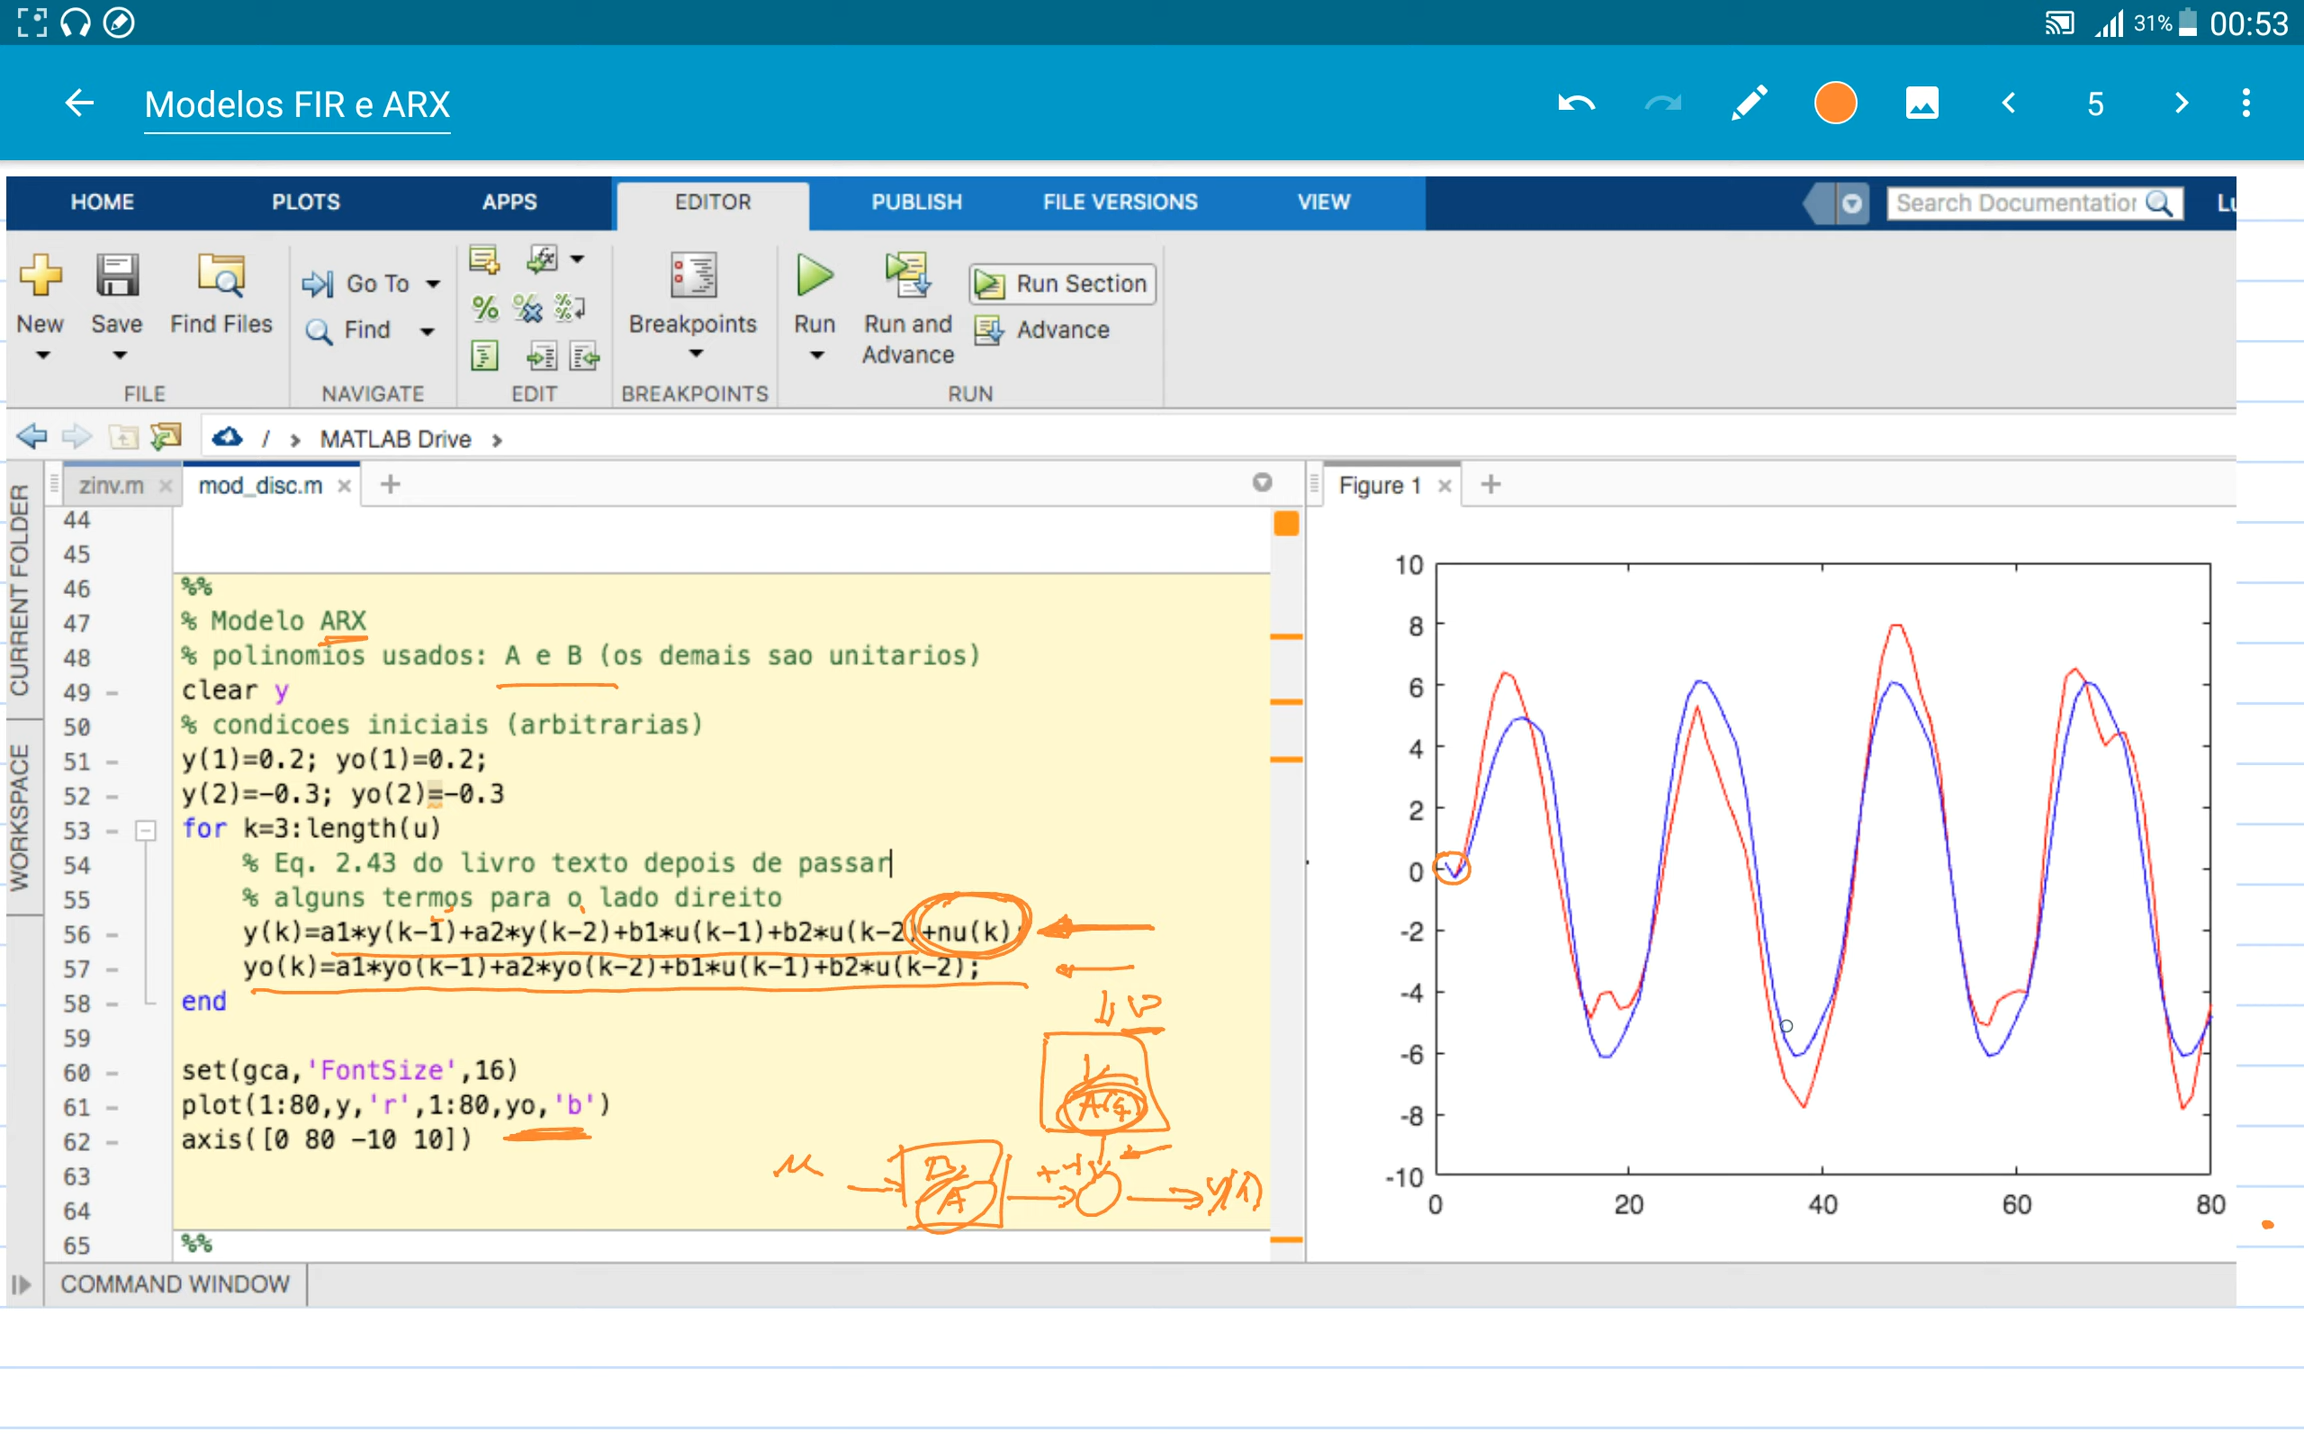 31% 00:53
Modelos FIR e ARX
5
HOME PLOTS APPS EDITOR PUBLISH FILE VERSIONS VIEW
Search Documentation
New Save Find Files
Go To
Find
Breakpoints
Run Run and Advance
Run Section
Advance
FILE NAVIGATE EDIT BREAKPOINTS RUN
/ > MATLAB Drive >
CURRENT FOLDER
WORKSPACE
zinv.m × mod_disc.m × +
44
45
46 %%
47 % Modelo ARX
48 % polinomios usados: A e B (os demais sao unitarios)
49 - clear y
50 % condicoes iniciais (arbitrarias)
51 - y(1)=0.2; yo(1)=0.2;
52 - y(2)=-0.3; yo(2)=-0.3
53 - for k=3:length(u)
54 % Eq. 2.43 do livro texto depois de passar
55 % alguns termos para o lado direito
56 - y(k)=a1*y(k-1)+a2*y(k-2)+b1*u(k-1)+b2*u(k-2)+nu(k);
57 - yo(k)=a1*yo(k-1)+a2*yo(k-2)+b1*u(k-1)+b2*u(k-2);
58 - end
59
60 - set(gca,'FontSize',16)
61 - plot(1:80,y,'r',1:80,yo,'b')
62 - axis([0 80 -10 10])
63
64
65 %%
B
A
COMMAND WINDOW
Figure 1 × +
10
8
6
4
2
0
-2
-4
-6
-8
-10
0 20 40 60 80